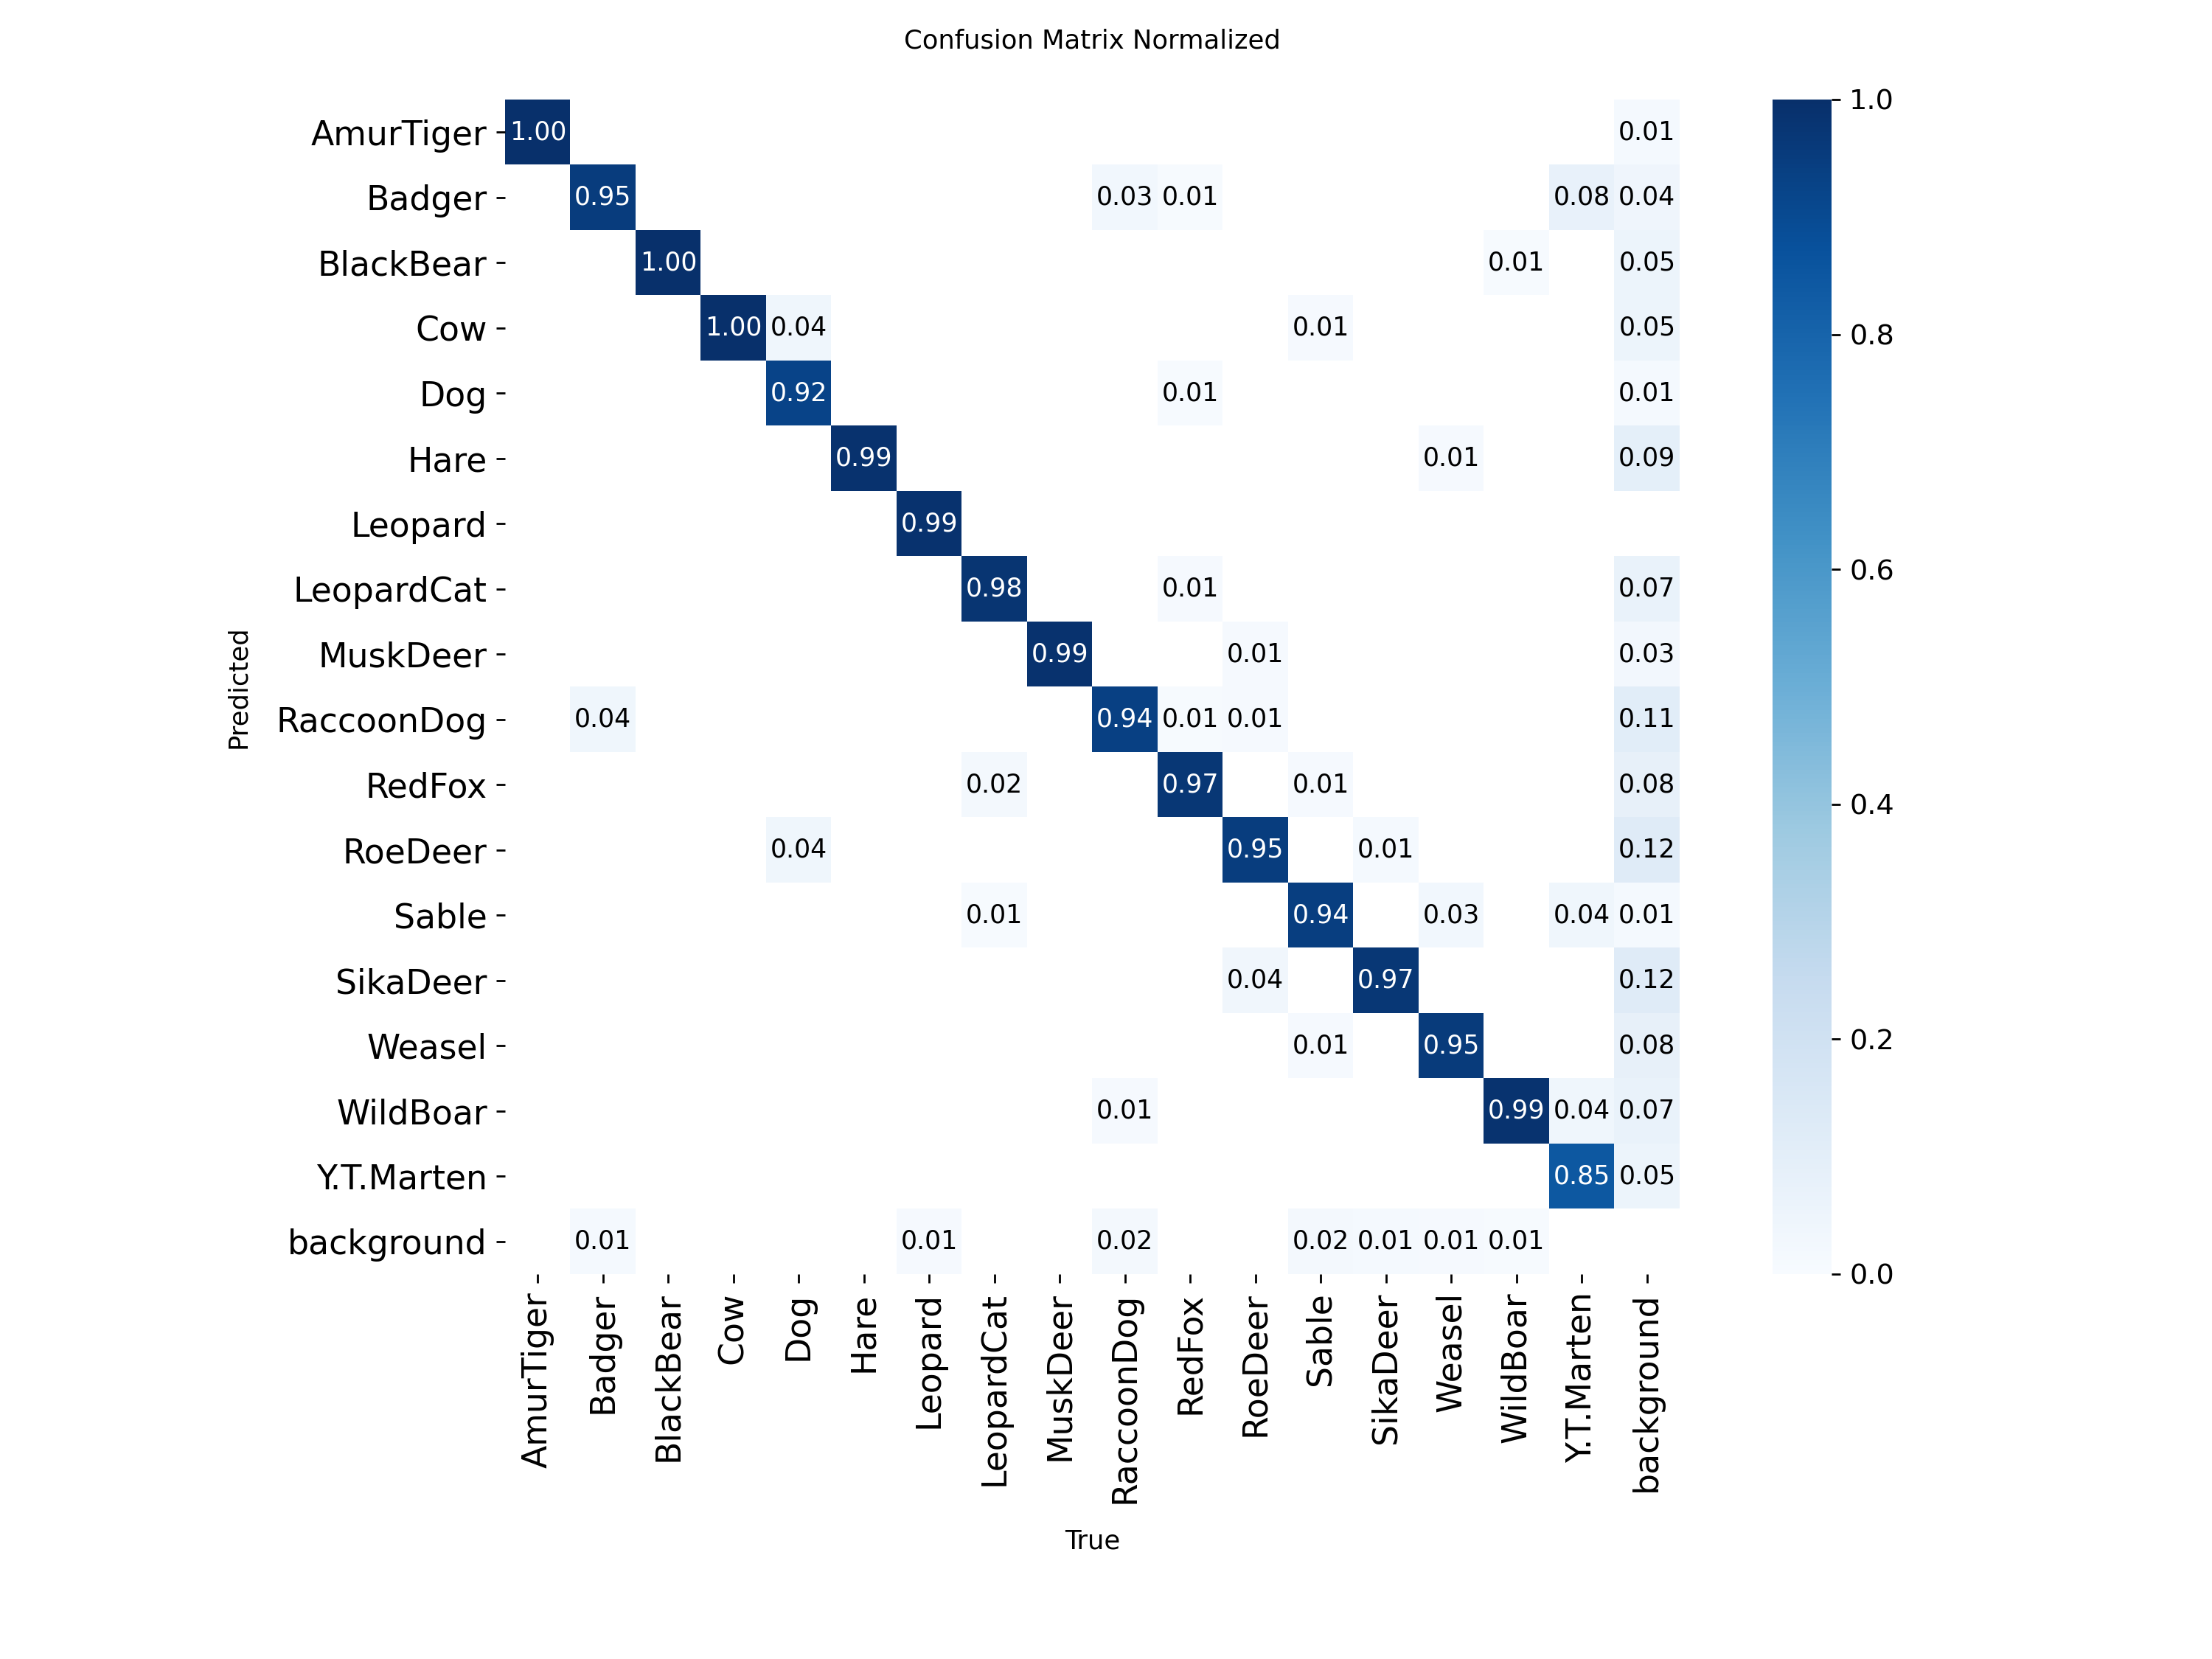 Confusion Matrix Normalized
AmurTiger 1.00 0.01
Badger 0.95 0.03 0.01 0.08 0.04
BlackBear 1.00 0.01 0.05
Cow 1.00 0.04 0.01 0.05
Dog 0.92 0.01 0.01
Hare 0.99 0.01 0.09
Leopard 0.99
LeopardCat 0.98 0.01 0.07
MuskDeer 0.99 0.01 0.03
RaccoonDog 0.04 0.94 0.01 0.01 0.11
RedFox 0.02 0.97 0.01 0.08
RoeDeer 0.04 0.95 0.01 0.12
Sable 0.01 0.94 0.03 0.04 0.01
SikaDeer 0.04 0.97 0.12
Weasel 0.01 0.95 0.08
WildBoar 0.01 0.99 0.04 0.07
Y.T.Marten 0.85 0.05
background 0.01 0.01 0.02 0.02 0.01 0.01 0.01
Predicted
AmurTiger
Badger
BlackBear
Cow
Dog
Hare
Leopard
LeopardCat
MuskDeer
RaccoonDog
RedFox
RoeDeer
Sable
SikaDeer
Weasel
WildBoar
Y.T.Marten
background
True
1.0
0.8
0.6
0.4
0.2
0.0